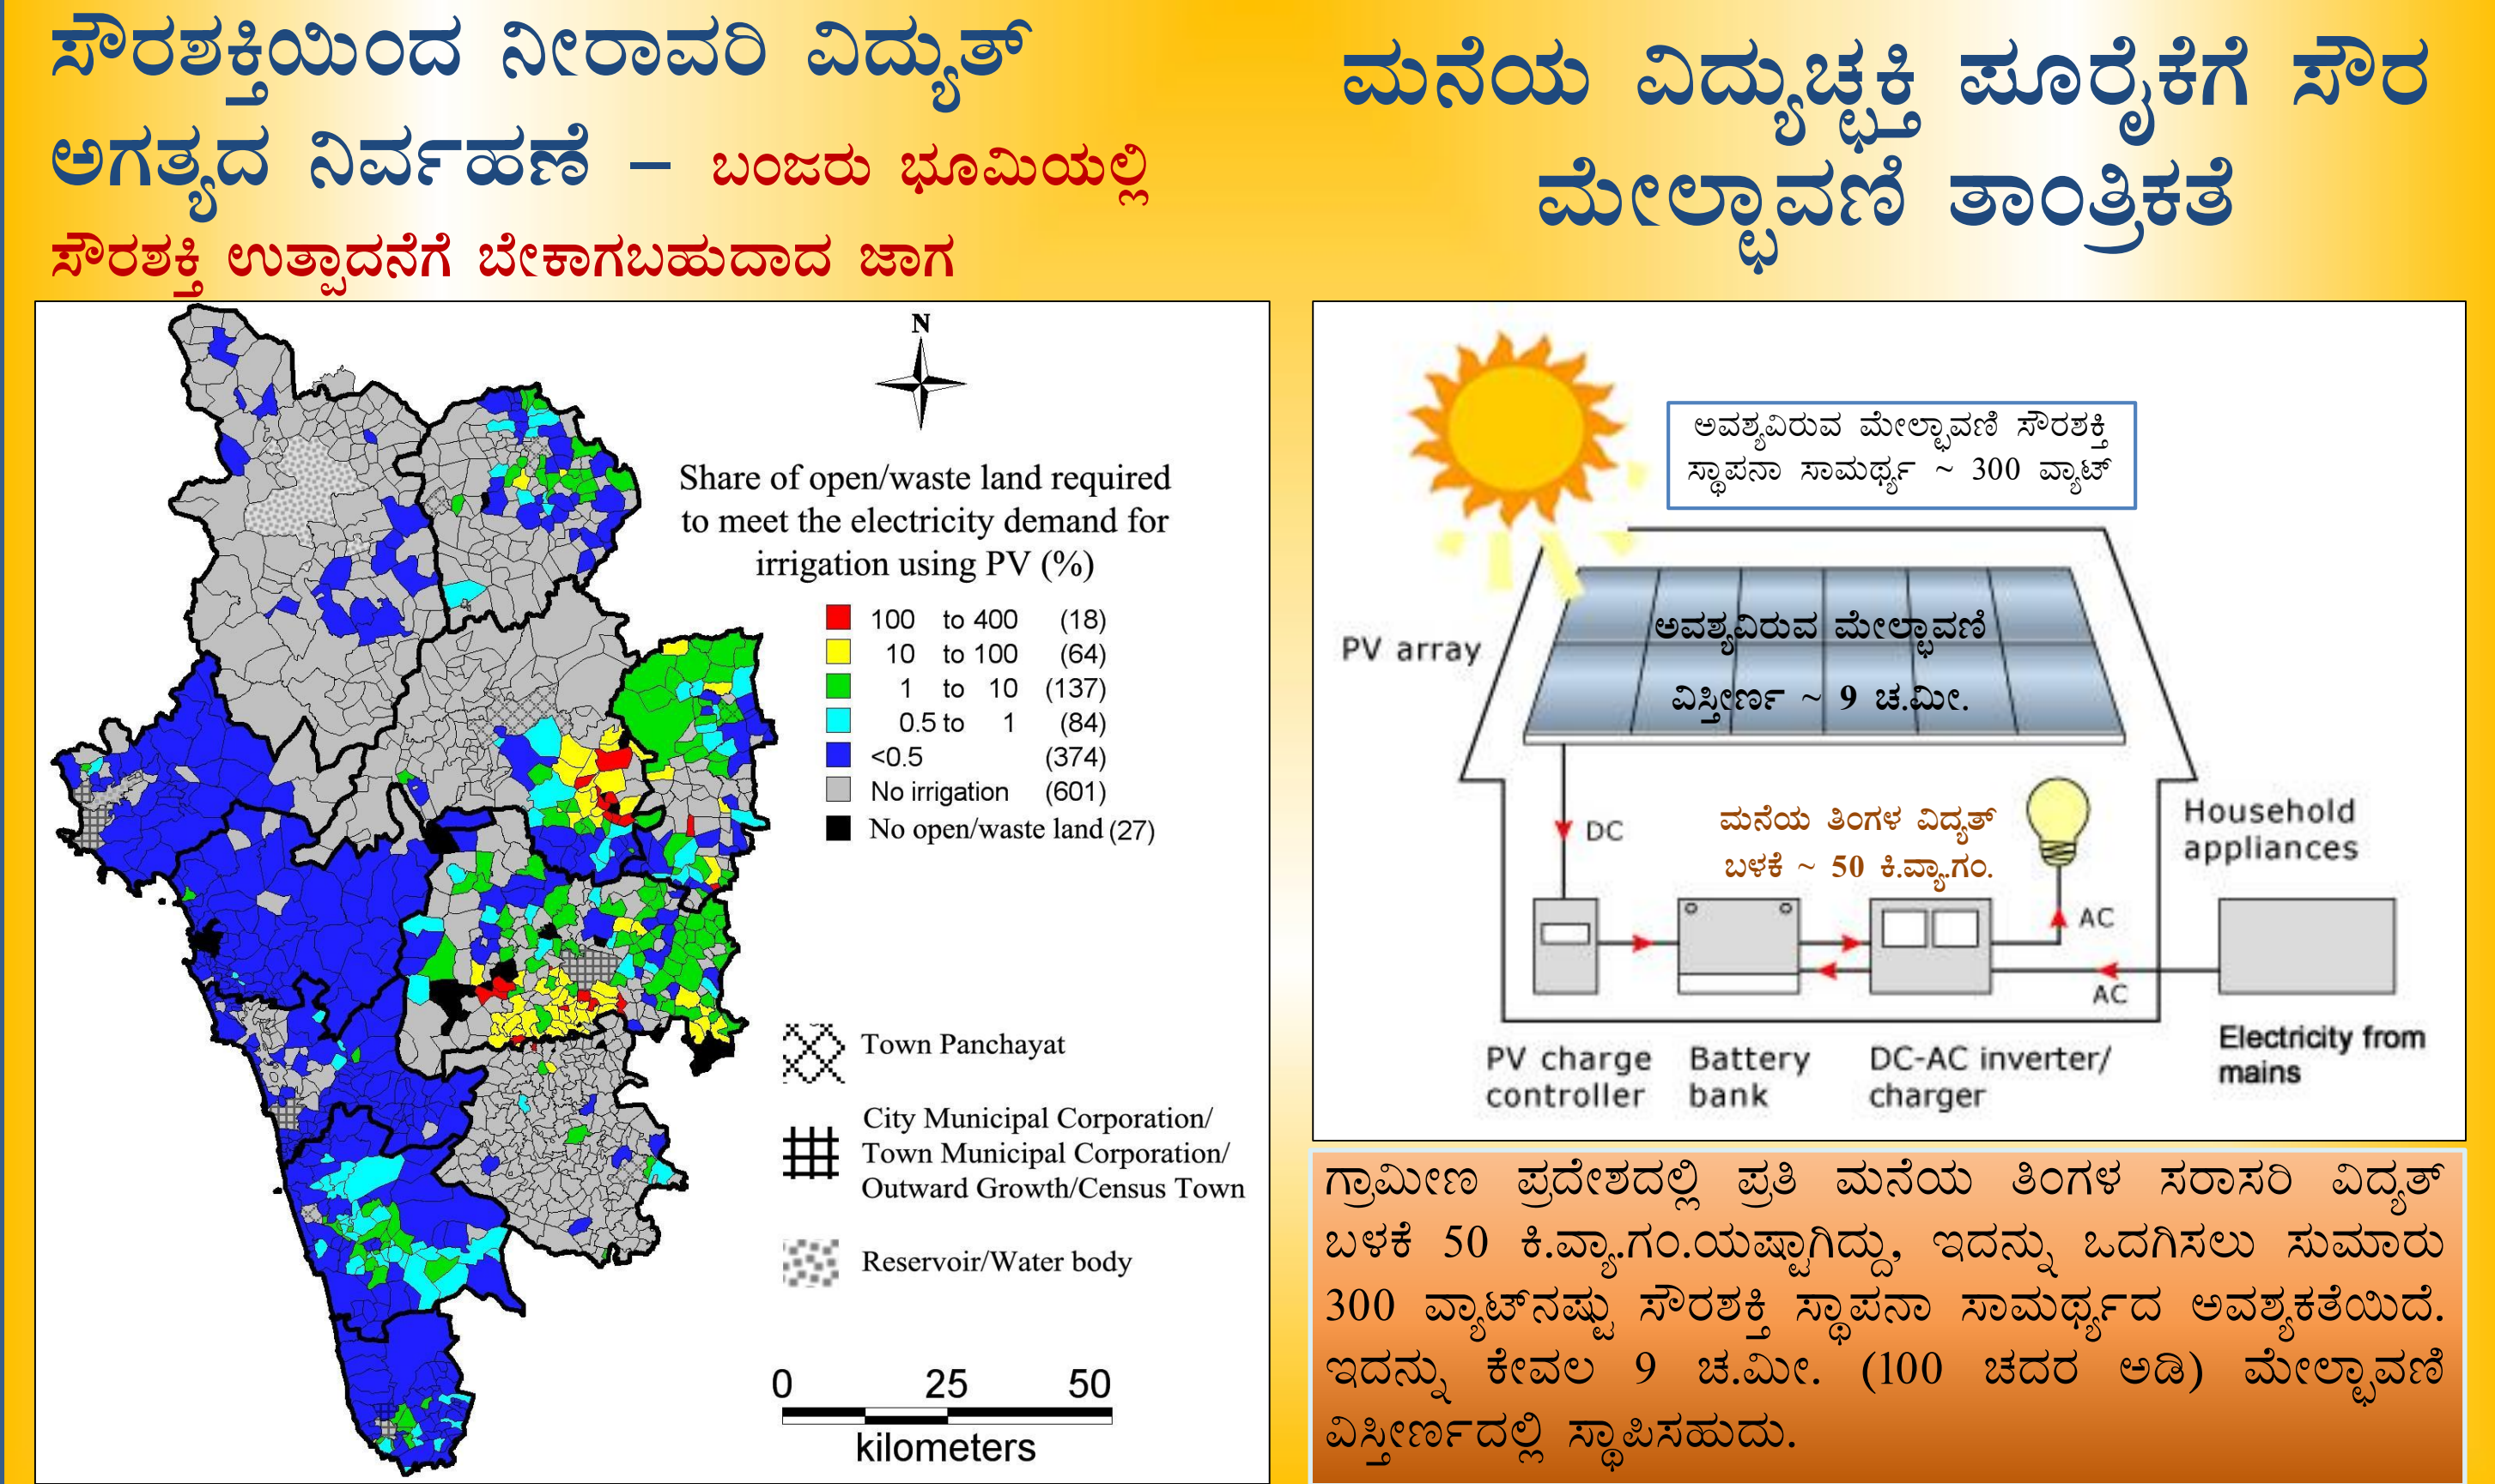 ಸೌರಶಕ್ತಿಯಿಂದ ನೀರಾವರಿ ವಿದ್ಯುತ್
ಅಗತ್ಯದ ನಿರ್ವಹಣೆ – ಬಂಜರು ಭೂಮಿಯಲ್ಲಿ
ಸೌರಶಕ್ತಿ ಉತ್ಪಾದನೆಗೆ ಬೇಕಾಗಬಹುದಾದ ಜಾಗ
N
Share of open/waste land required
to meet the electricity demand for
irrigation using PV (%)
100 to 400 (18)
10 to 100 (64)
1 to 10 (137)
0.5 to 1 (84)
<0.5 (374)
No irrigation (601)
No open/waste land (27)
Town Panchayat
City Municipal Corporation/
Town Municipal Corporation/
Outward Growth/Census Town
Reservoir/Water body
0 25 50
kilometers
ಮನೆಯ ವಿದ್ಯುಚ್ಛಕ್ತಿ ಪೂರೈಕೆಗೆ ಸೌರ
ಮೇಲ್ಛಾವಣಿ ತಾಂತ್ರಿಕತೆ
ಅವಶ್ಯವಿರುವ ಮೇಲ್ಛಾವಣಿ ಸೌರಶಕ್ತಿ
ಸ್ಥಾಪನಾ ಸಾಮರ್ಥ್ಯ ~ 300 ವ್ಯಾಟ್
PV array
ಅವಶ್ಯವಿರುವ ಮೇಲ್ಛಾವಣಿ
ವಿಸ್ತೀರ್ಣ ~ 9 ಚ.ಮೀ.
DC
ಮನೆಯ ತಿಂಗಳ ವಿದ್ಯತ್
ಬಳಕೆ ~ 50 ಕಿ.ವ್ಯಾ.ಗಂ.
Household
appliances
AC
AC
PV charge
controller
Battery
bank
DC-AC inverter/
charger
Electricity from
mains
ಗ್ರಾಮೀಣ ಪ್ರದೇಶದಲ್ಲಿ ಪ್ರತಿ ಮನೆಯ ತಿಂಗಳ ಸರಾಸರಿ ವಿದ್ಯತ್
ಬಳಕೆ 50 ಕಿ.ವ್ಯಾ.ಗಂ.ಯಷ್ಟಾಗಿದ್ದು, ಇದನ್ನು ಒದಗಿಸಲು ಸುಮಾರು
300 ವ್ಯಾಟ್‌ನಷ್ಟು ಸೌರಶಕ್ತಿ ಸ್ಥಾಪನಾ ಸಾಮರ್ಥ್ಯದ ಅವಶ್ಯಕತೆಯಿದೆ.
ಇದನ್ನು ಕೇವಲ 9 ಚ.ಮೀ. (100 ಚದರ ಅಡಿ) ಮೇಲ್ಛಾವಣಿ
ವಿಸ್ತೀರ್ಣದಲ್ಲಿ ಸ್ಥಾಪಿಸಹುದು.